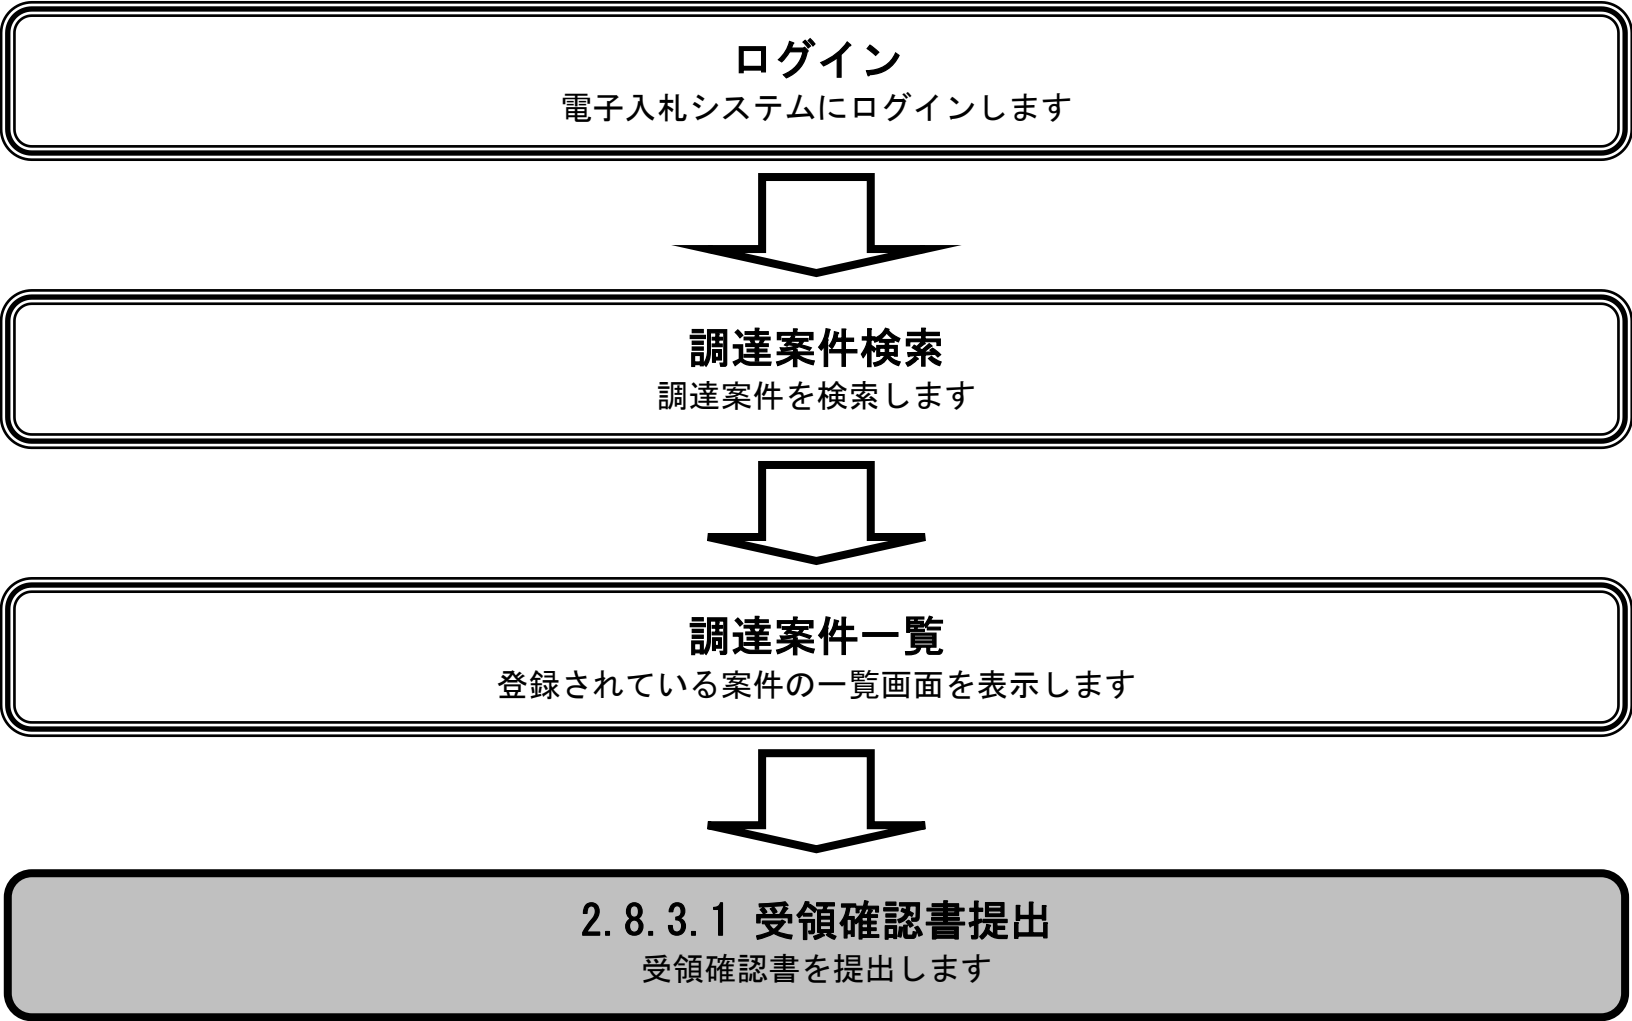 ログイン
電子入札システムにログインします
調達案件検索
調達案件を検索します
調達案件一覧
登録されている案件の一覧画面を表示します
2.8.3.1 受領確認書提出
受領確認書を提出します